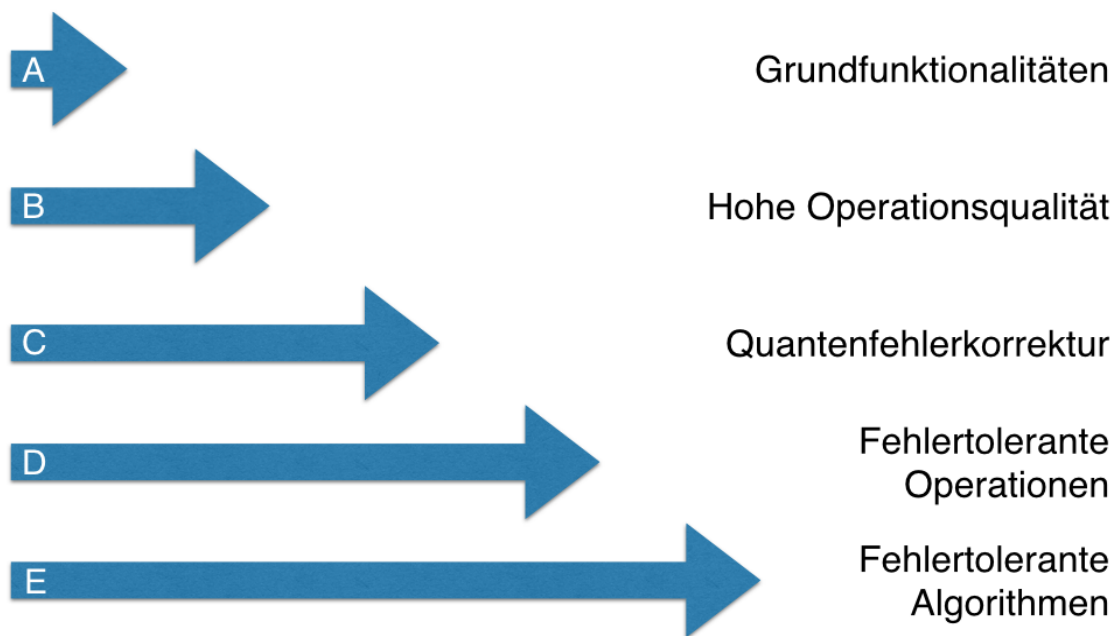 A
Grundfunktionalitäten
B
Hohe Operationsqualität
C
Quantenfehlerkorrektur
D
Fehlertolerante
Operationen
E
Fehlertolerante
Algorithmen